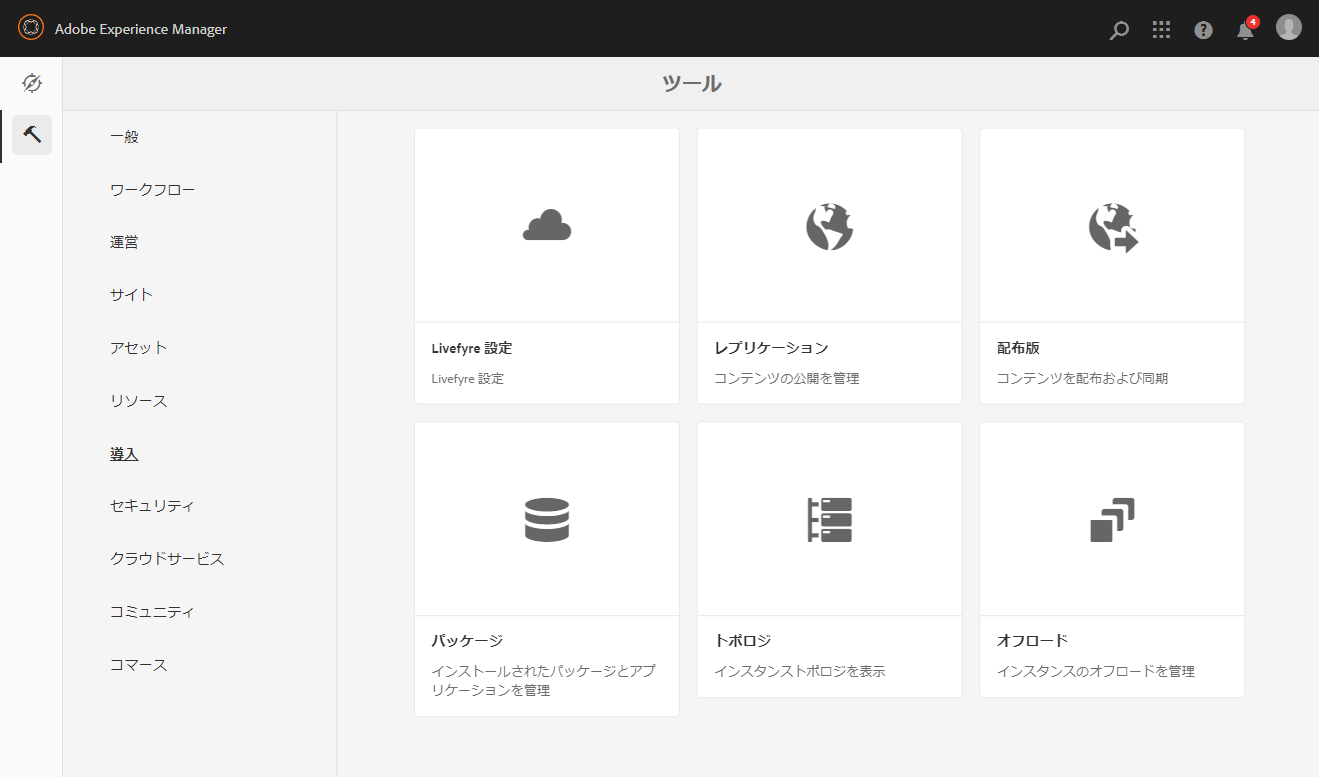 Adobe Experience Manager
4
ツール
一般
ワークフロー
運営
サイト
アセット
リソース
導入
セキュリティ
クラウドサービス
コミュニティ
コマース
Livefyre 設定
Livefyre 設定
レプリケーション
コンテンツの公開を管理
配布版
コンテンツを配布および同期
パッケージ
インストールされたパッケージとアプ
リケーションを管理
トポロジ
インスタンストポロジを表示
オフロード
インスタンスのオフロードを管理